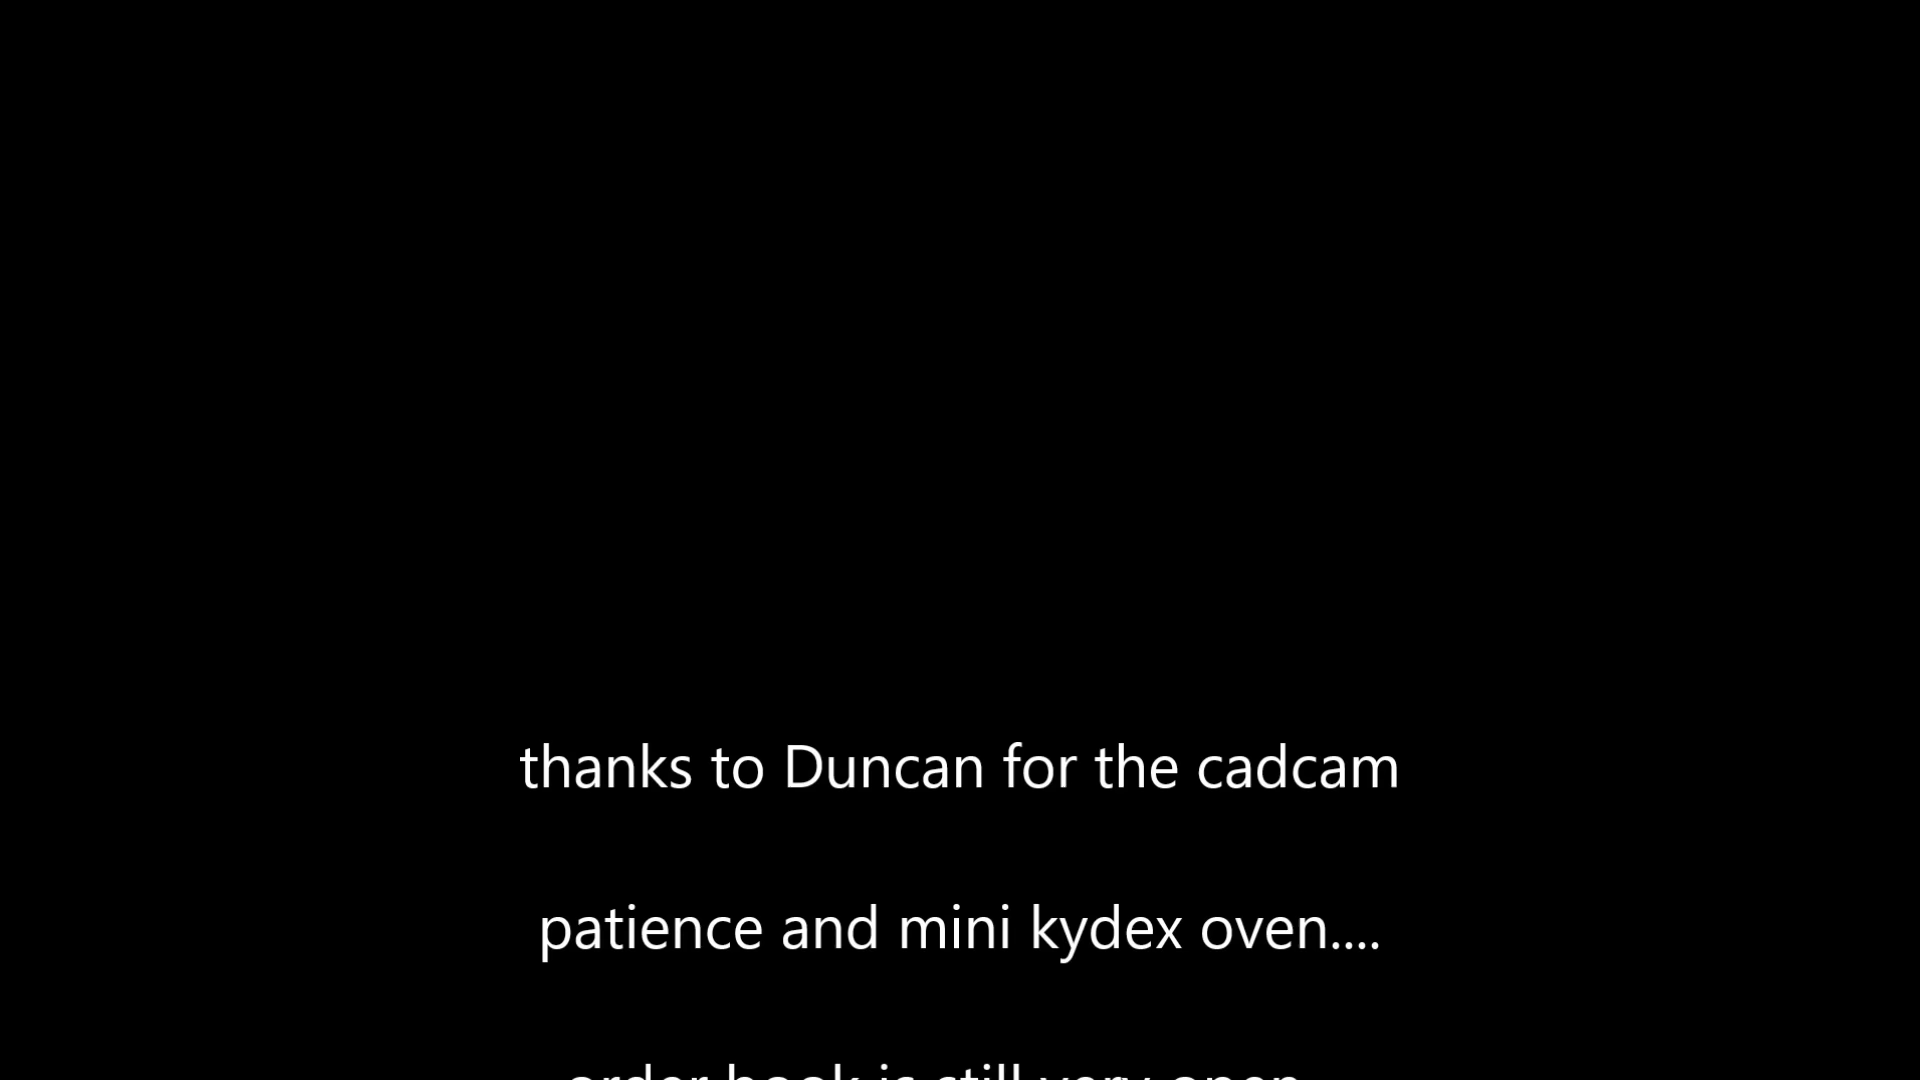 thanks to Duncan for the cadcam
patience and mini kydex oven....
order book is still very open